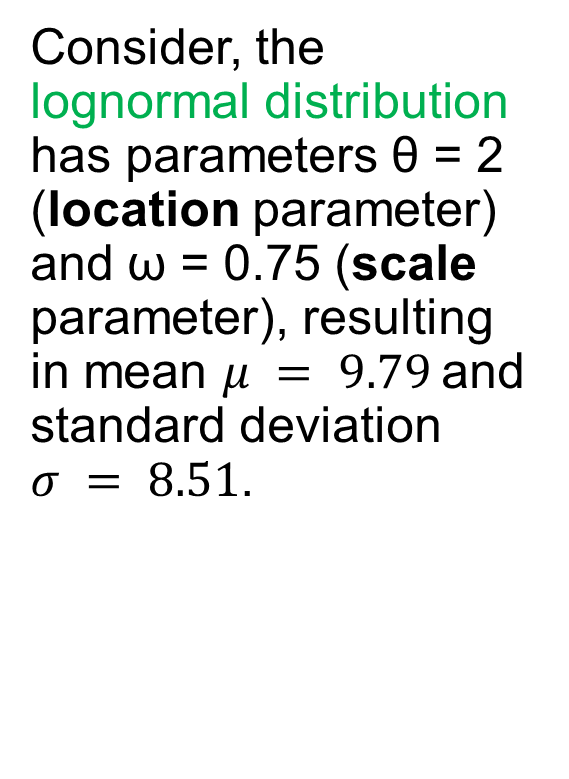 Consider, the
lognormal distribution
has parameters θ = 2
(location parameter)
and ω = 0.75 (scale
parameter), resulting
in mean 𝜇 = 9.79 and
standard deviation
𝜎 = 8.51.